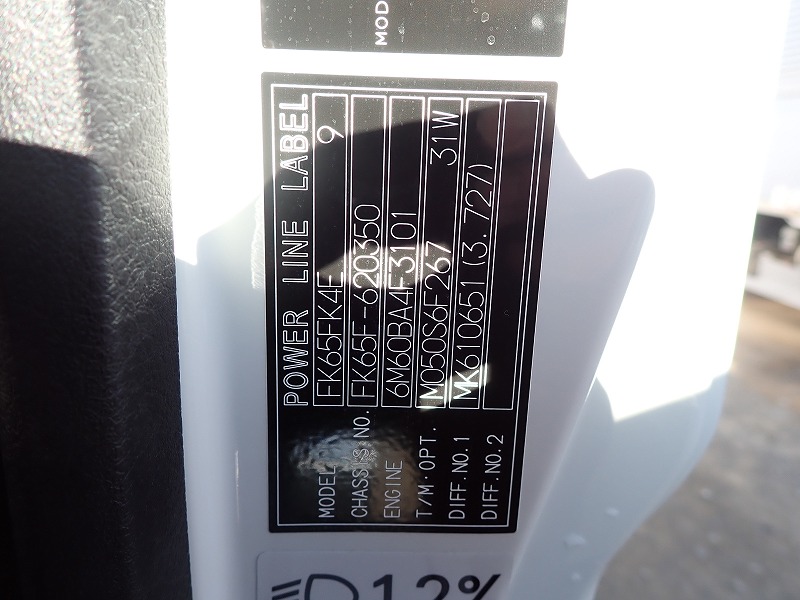 MOD
POWER LINE LABEL
MODEL FK65FK4E 9
CHASSIS NO. FK65F-620350
ENGINE 6M60BA4F3101
T/M·OPT. M050S6F267 31W
DIFF.NO.1 MK610651(3.727)
DIFF.NO.2
12%